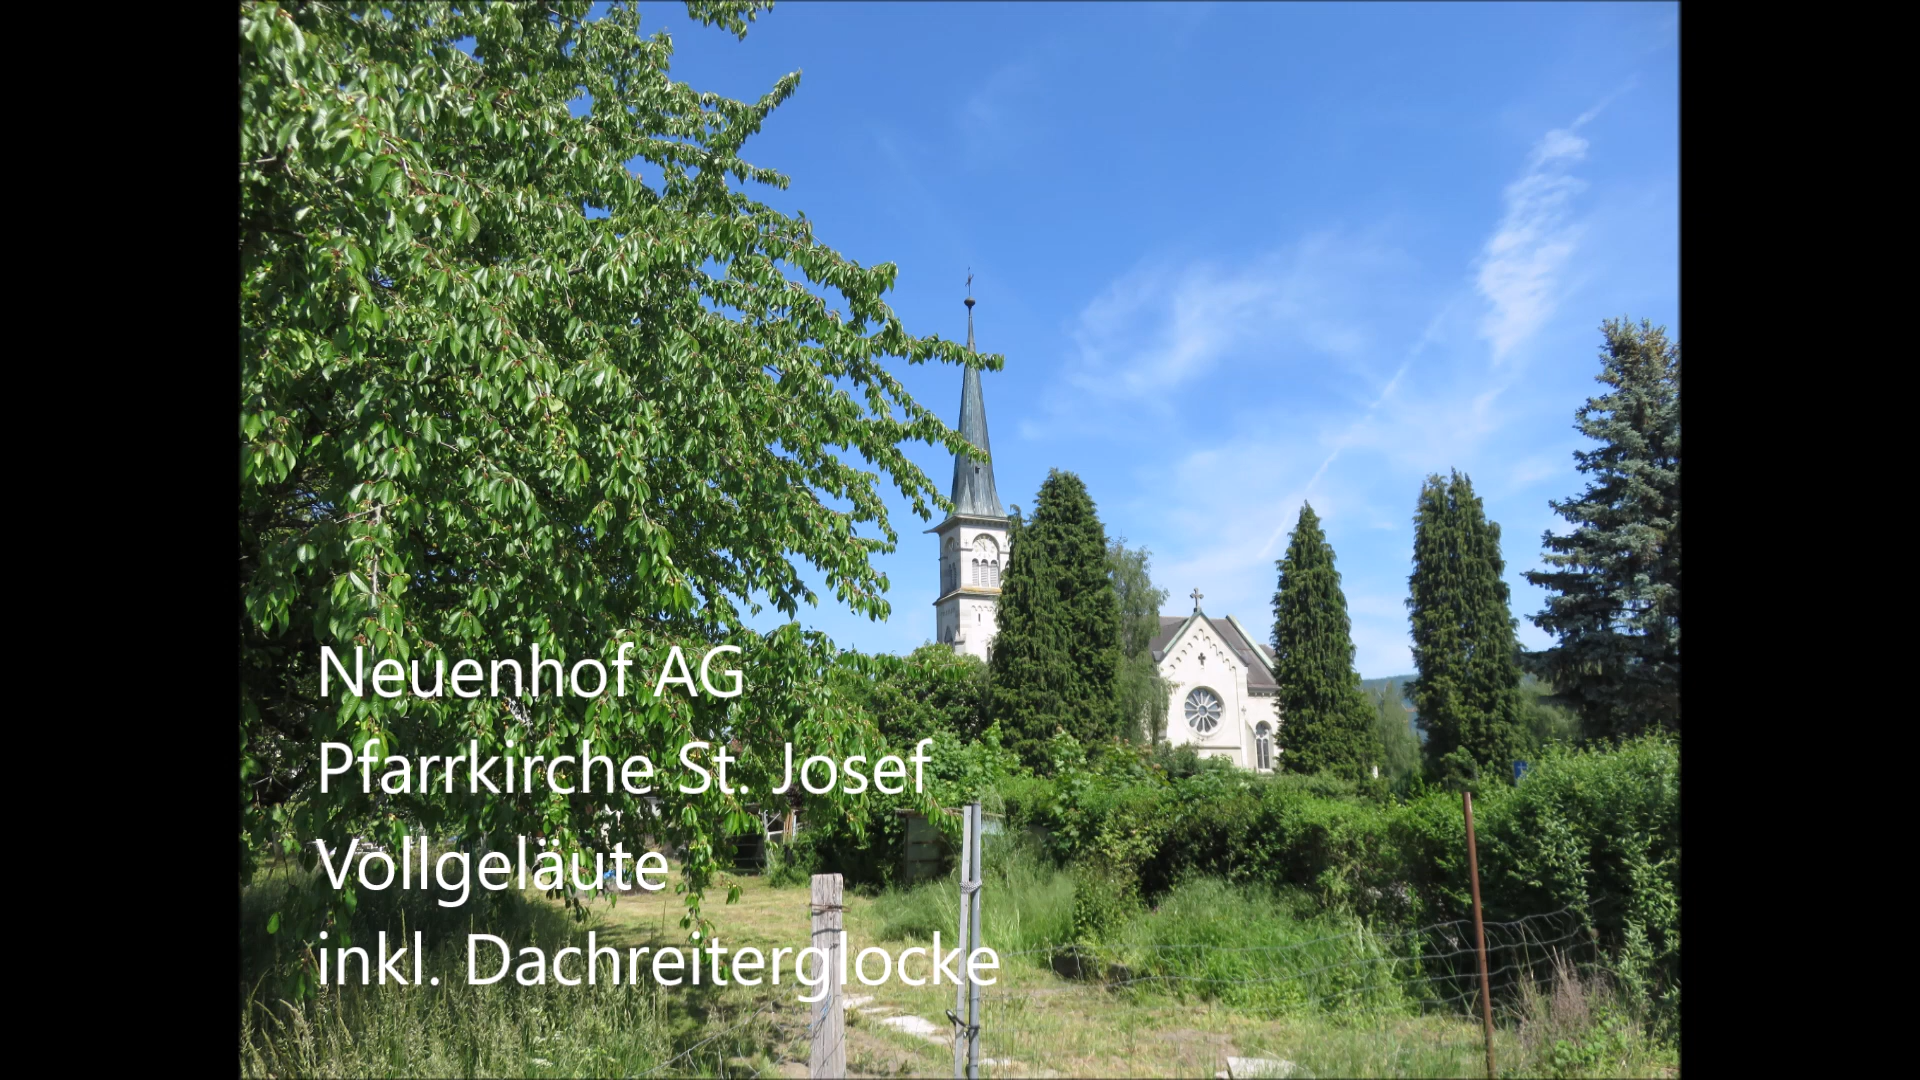 Neuenhof AG
Pfarrkirche St. Josef
Vollgeläute
inkl. Dachreiterglocke